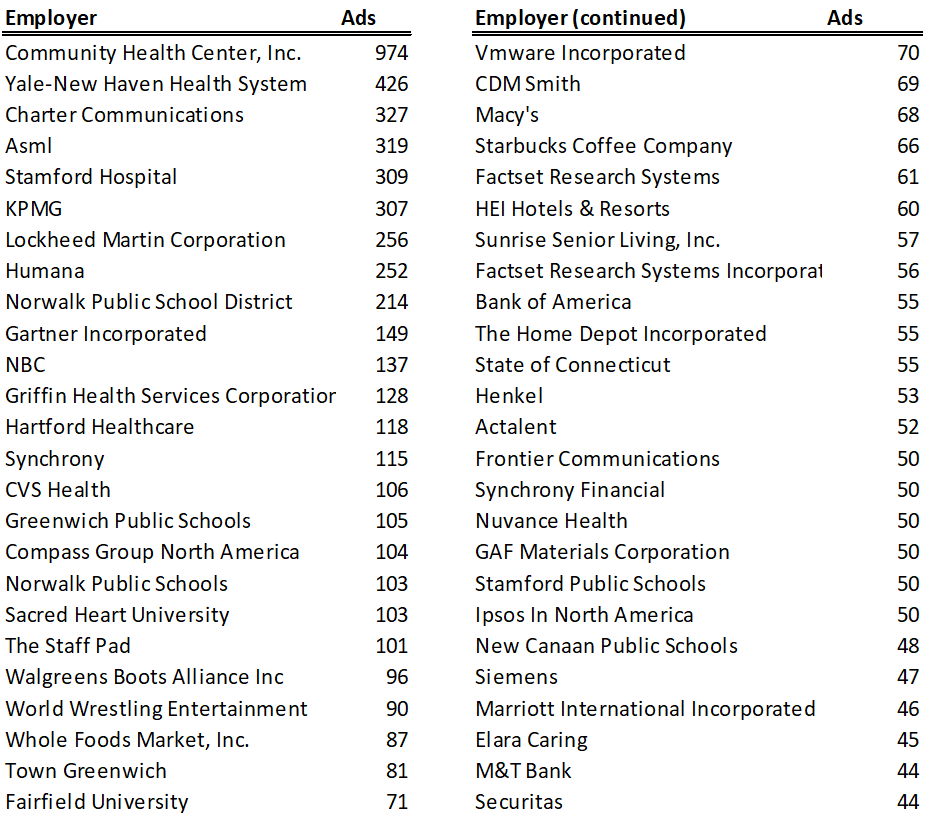 Employer Ads
Community Health Center, Inc. 974
Yale-New Haven Health System 426
Charter Communications 327
Asml 319
Stamford Hospital 309
KPMG 307
Lockheed Martin Corporation 256
Humana 252
Norwalk Public School District 214
Gartner Incorporated 149
NBC 137
Griffin Health Services Corporation 128
Hartford Healthcare 118
Synchrony 115
CVS Health 106
Greenwich Public Schools 105
Compass Group North America 104
Norwalk Public Schools 103
Sacred Heart University 103
The Staff Pad 101
Walgreens Boots Alliance Inc 96
World Wrestling Entertainment 90
Whole Foods Market, Inc. 87
Town Greenwich 81
Fairfield University 71
Employer (continued) Ads
Vmware Incorporated 70
CDM Smith 69
Macy's 68
Starbucks Coffee Company 66
Factset Research Systems 61
HEI Hotels & Resorts 60
Sunrise Senior Living, Inc. 57
Factset Research Systems Incorporat 56
Bank of America 55
The Home Depot Incorporated 55
State of Connecticut 55
Henkel 53
Actalent 52
Frontier Communications 50
Synchrony Financial 50
Nuvance Health 50
GAF Materials Corporation 50
Stamford Public Schools 50
Ipsos In North America 50
New Canaan Public Schools 48
Siemens 47
Marriott International Incorporated 46
Elara Caring 45
M&T Bank 44
Securitas 44